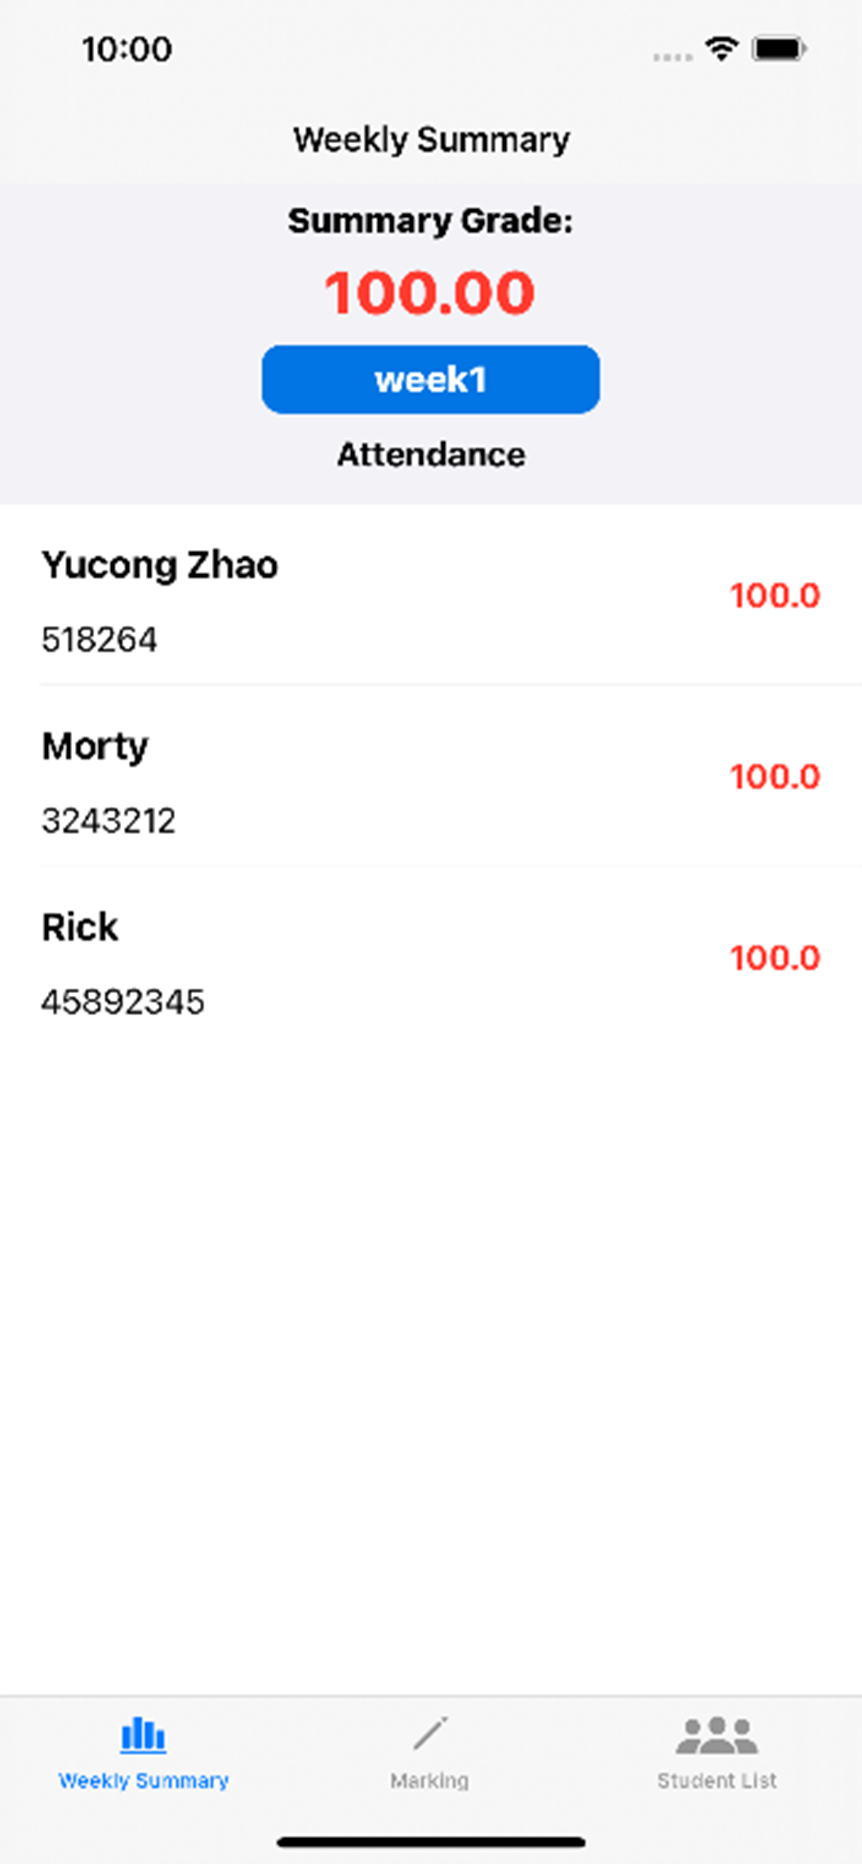 10:00
Weekly Summary
Summary Grade:
100.00
week1
Attendance
Yucong Zhao
100.0
518264
Morty
100.0
3243212
Rick
100.0
45892345
Weekly Summary
Marking
Student List